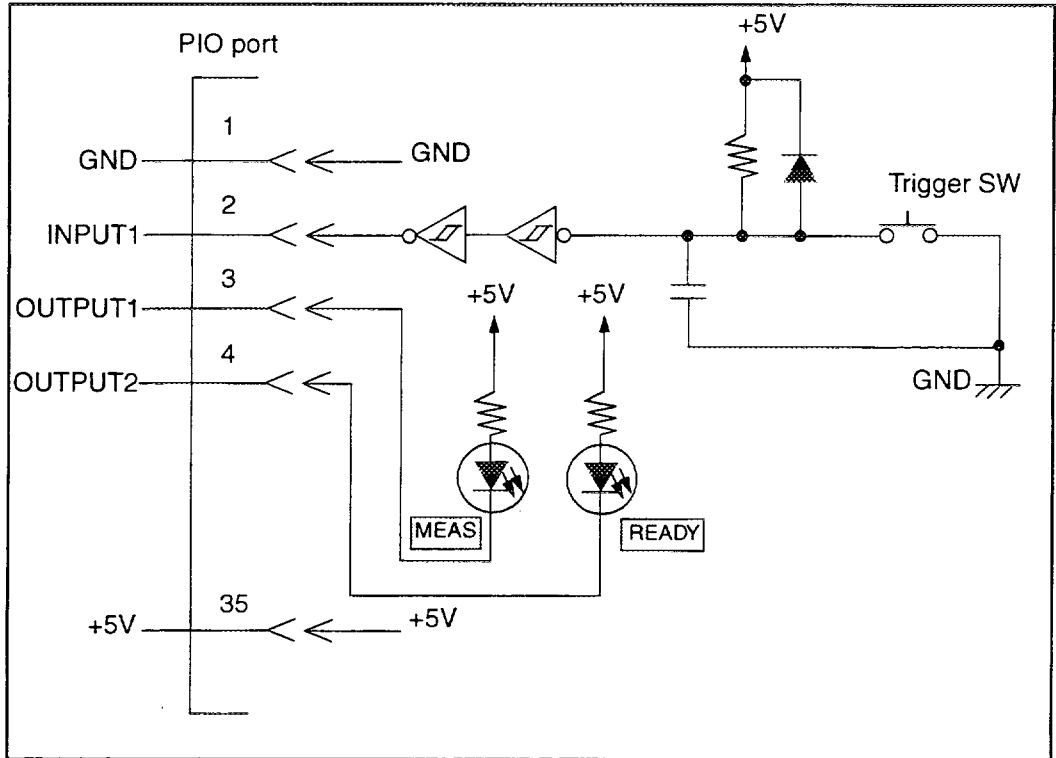 +5V
PIO port
1
GND
GND
2
Trigger SW
INPUT1
3
+5V
+5V
OUTPUT1
4
OUTPUT2
GND
MEAS
READY
35
+5V
+5V